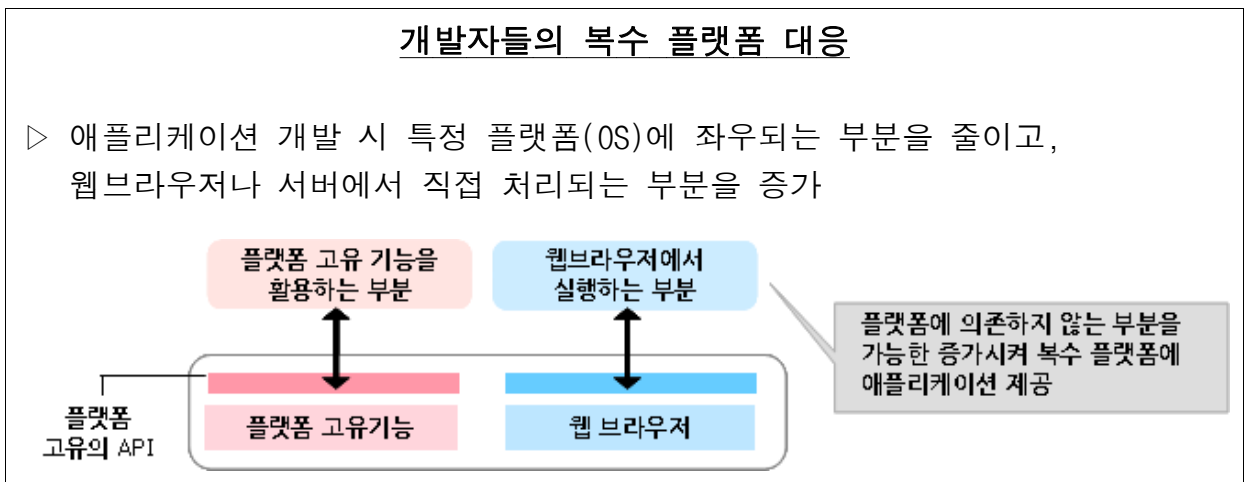 개발자들의 복수 플랫폼 대응
▷ 애플리케이션 개발 시 특정 플랫폼(OS)에 좌우되는 부분을 줄이고,
웹브라우저나 서버에서 직접 처리되는 부분을 증가
플랫폼 고유 기능을
활용하는 부분
웹브라우저에서
실행하는 부분
플랫폼에 의존하지 않는 부분을
가능한 증가시켜 복수 플랫폼에
애플리케이션 제공
플랫폼
고유의 API
플랫폼 고유기능
웹 브라우저